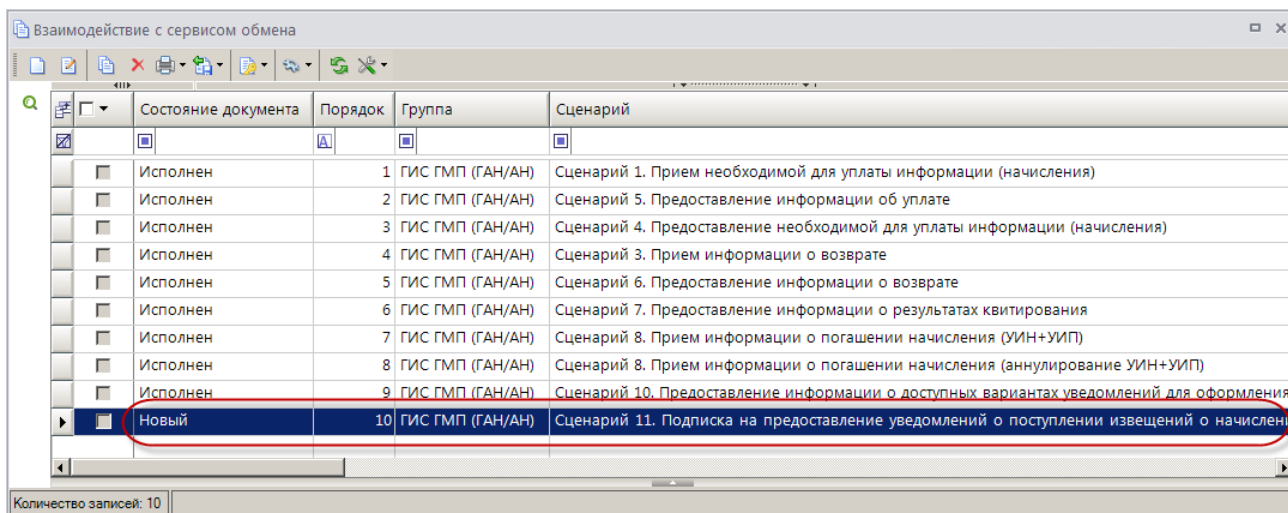 Взаимодействие с сервисом обмена
Состояние документа Порядок Группа Сценарий
A
Исполнен 1 ГИС ГМП (ГАН/АН) Сценарий 1. Прием необходимой для уплаты информации (начисления)
Исполнен 2 ГИС ГМП (ГАН/АН) Сценарий 5. Предоставление информации об уплате
Исполнен 3 ГИС ГМП (ГАН/АН) Сценарий 4. Предоставление необходимой для уплаты информации (начисления)
Исполнен 4 ГИС ГМП (ГАН/АН) Сценарий 3. Прием информации о возврате
Исполнен 5 ГИС ГМП (ГАН/АН) Сценарий 6. Предоставление информации о возврате
Исполнен 6 ГИС ГМП (ГАН/АН) Сценарий 7. Предоставление информации о результатах квитирования
Исполнен 7 ГИС ГМП (ГАН/АН) Сценарий 8. Прием информации о погашении начисления (УИН+УИП)
Исполнен 8 ГИС ГМП (ГАН/АН) Сценарий 8. Прием информации о погашении начисления (аннулирование УИН+УИП)
Исполнен 9 ГИС ГМП (ГАН/АН) Сценарий 10. Предоставление информации о доступных вариантах уведомлений для оформления
Новый 10 ГИС ГМП (ГАН/АН) Сценарий 11. Подписка на предоставление уведомлений о поступлении извещений о начислени
Количество записей: 10